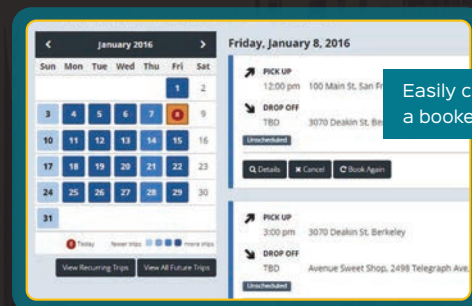 January 2016
Sun Mon Tue Wed Thu Fri Sat
1 2
3 4 5 6 7 8 9
10 11 12 13 14 15 16
17 18 19 20 21 22 23
24 25 26 27 28 29 30
31
8 Today fewer trips more trips
View Recurring Trips View All Future Trips
Friday, January 8, 2016
PICK UP
12:00 pm 100 Main St, San Fr
DROP OFF
TBD 3070 Deakin St, Be
Unscheduled
Details Cancel Book Again
Easily c
a booke
PICK UP
3:00 pm 3070 Deakin St, Berkeley
DROP OFF
TBD Avenue Sweet Shop, 2498 Telegraph Ave,
Unscheduled